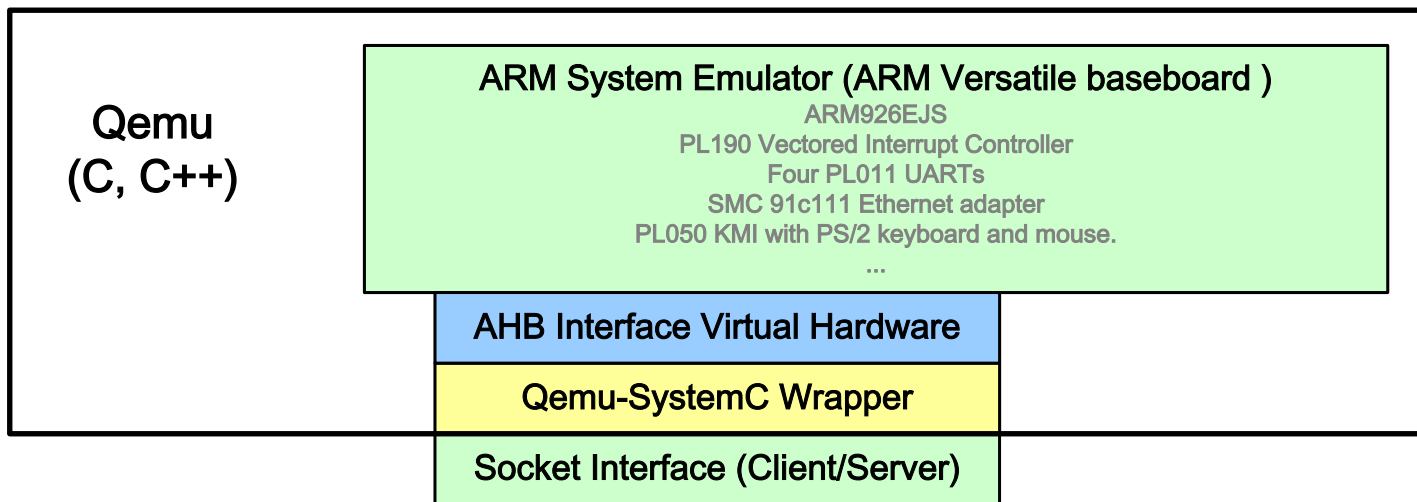 Qemu
(C, C++)
ARM System Emulator (ARM Versatile baseboard )
ARM926EJS
PL190 Vectored Interrupt Controller
Four PL011 UARTs
SMC 91c111 Ethernet adapter
PL050 KMI with PS/2 keyboard and mouse.
...
AHB Interface Virtual Hardware
Qemu-SystemC Wrapper
Socket Interface (Client/Server)